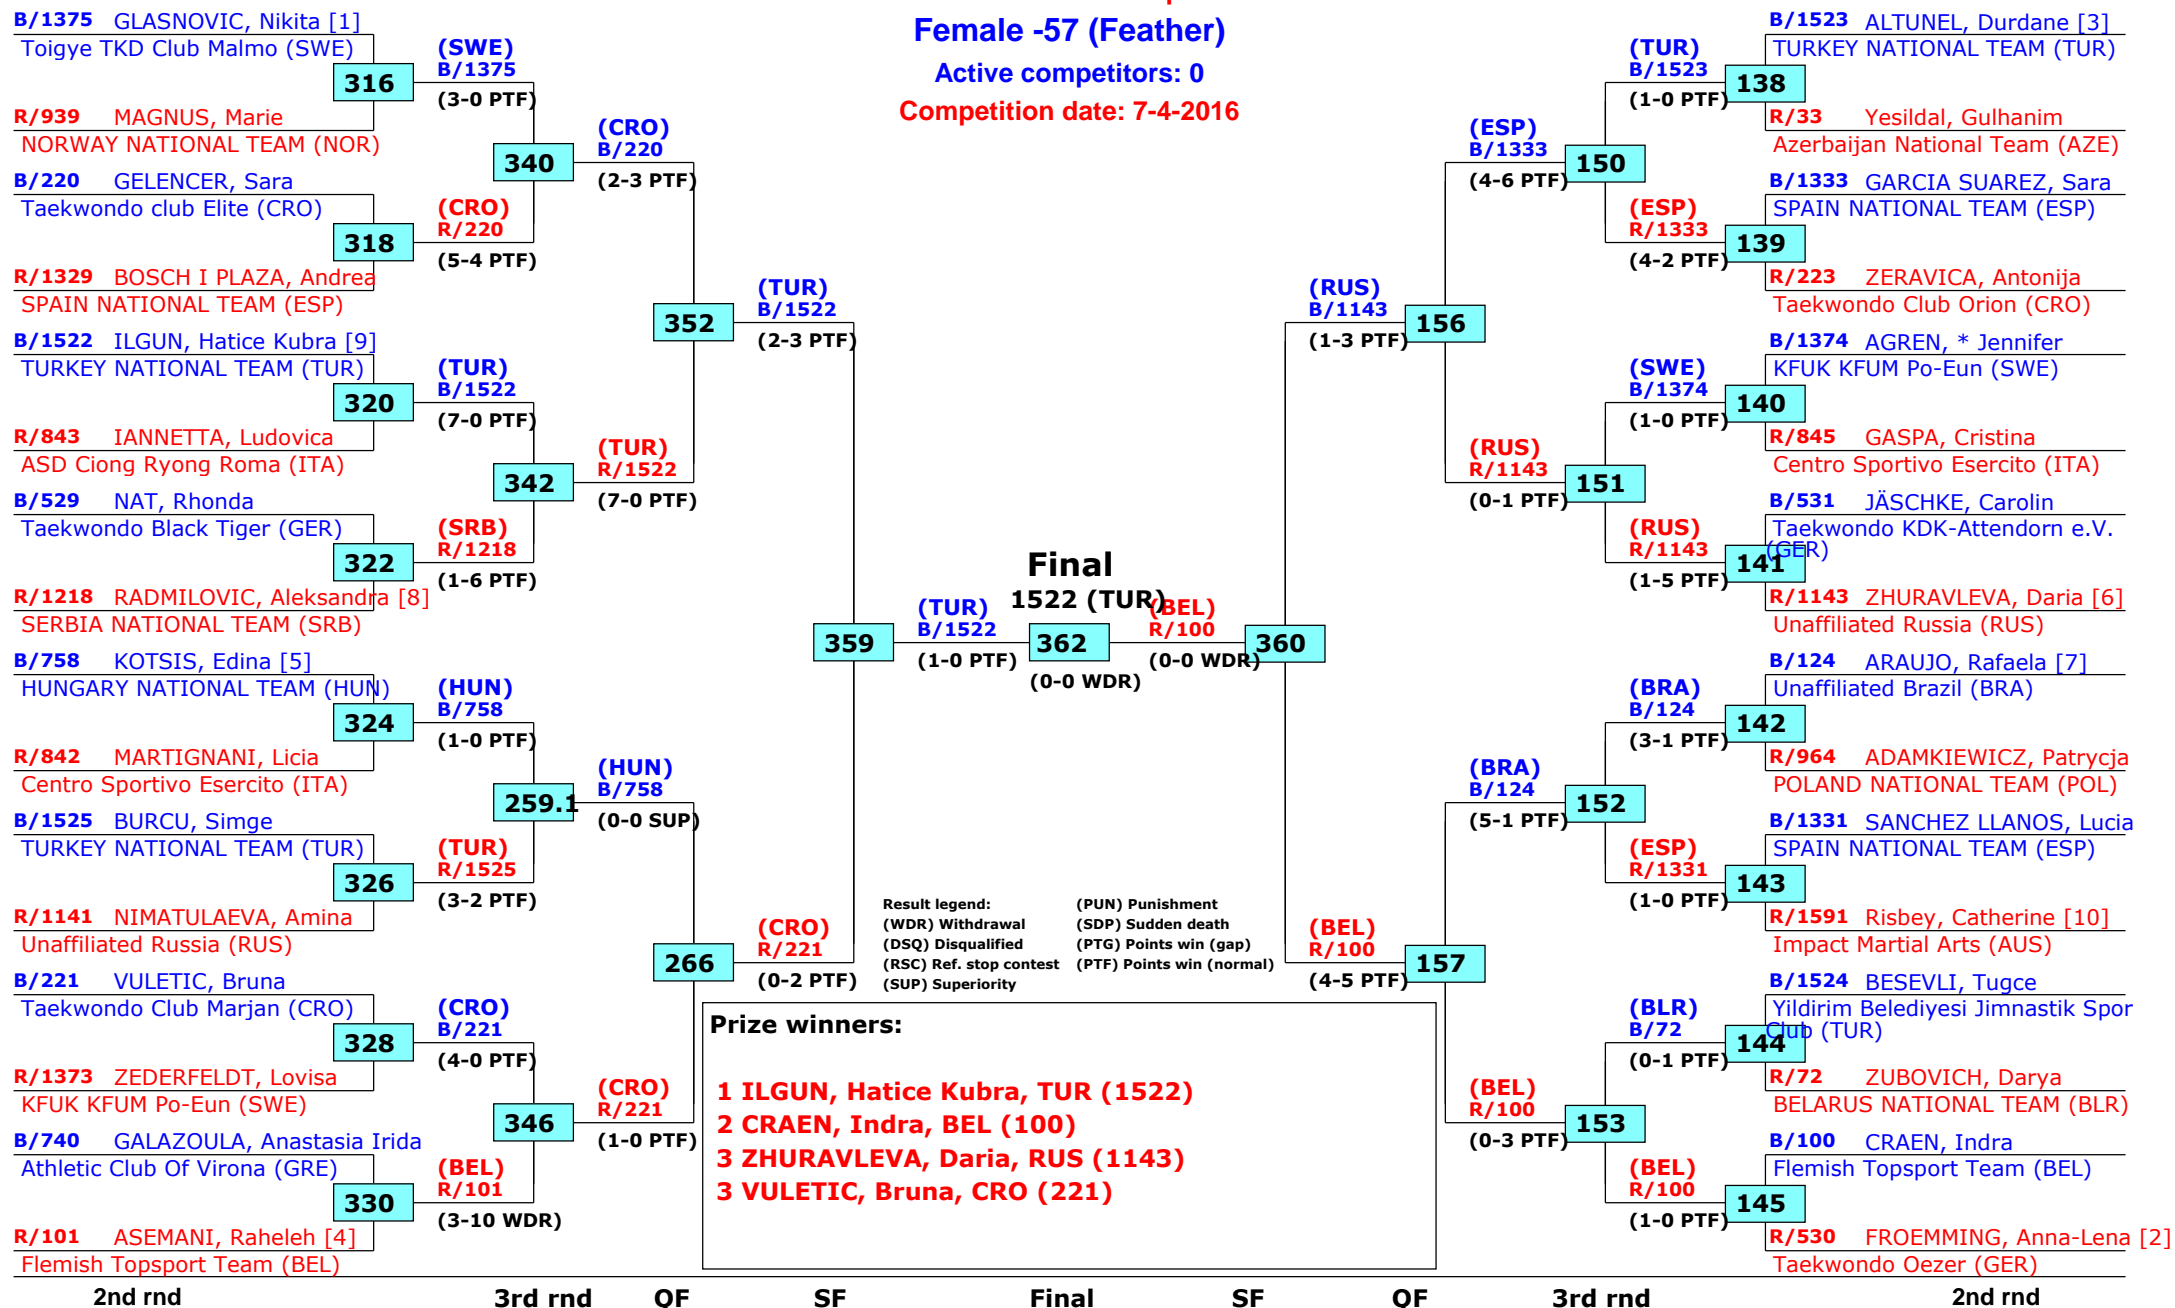 Female -57 (Feather)
Active competitors: 0
Competition date: 7-4-2016
B/1375 GLASNOVIC, Nikita [1]
Toigye TKD Club Malmo (SWE)
316
R/939 MAGNUS, Marie
NORWAY NATIONAL TEAM (NOR)
B/220 GELENCER, Sara
Taekwondo club Elite (CRO)
318
R/1329 BOSCH I PLAZA, Andrea
SPAIN NATIONAL TEAM (ESP)
B/1522 ILGUN, Hatice Kubra [9]
TURKEY NATIONAL TEAM (TUR)
320
R/843 IANNETTA, Ludovica
ASD Ciong Ryong Roma (ITA)
B/529 NAT, Rhonda
Taekwondo Black Tiger (GER)
322
R/1218 RADMILOVIC, Aleksandra [8]
SERBIA NATIONAL TEAM (SRB)
B/758 KOTSIS, Edina [5]
HUNGARY NATIONAL TEAM (HUN)
324
R/842 MARTIGNANI, Licia
Centro Sportivo Esercito (ITA)
B/1525 BURCU, Simge
TURKEY NATIONAL TEAM (TUR)
326
R/1141 NIMATULAEVA, Amina
Unaffiliated Russia (RUS)
B/221 VULETIC, Bruna
Taekwondo Club Marjan (CRO)
328
R/1373 ZEDERFELDT, Lovisa
KFUK KFUM Po-Eun (SWE)
B/740 GALAZOULA, Anastasia Irida
Athletic Club Of Virona (GRE)
330
R/101 ASEMANI, Raheleh [4]
Flemish Topsport Team (BEL)
(SWE)
B/1375
(3-0 PTF)
340
(CRO)
R/220
(5-4 PTF)
(TUR)
B/1522
(7-0 PTF)
342
(SRB)
R/1218
(1-6 PTF)
(HUN)
B/758
(1-0 PTF)
259.1
(TUR)
R/1525
(3-2 PTF)
(CRO)
B/221
(4-0 PTF)
346
(BEL)
R/101
(3-10 WDR)
(CRO)
B/220
(2-3 PTF)
352
(TUR)
R/1522
(7-0 PTF)
(HUN)
B/758
(0-0 SUP)
266
(CRO)
R/221
(1-0 PTF)
(TUR)
B/1522
(2-3 PTF)
359
(CRO)
R/221
(0-2 PTF)
(TUR)
B/1522
(1-0 PTF)
Final
1522 (TUR)
362
(0-0 WDR)
(BEL)
R/100
(0-0 WDR)
360
(RUS)
B/1143
(1-3 PTF)
156
(BEL)
R/100
(4-5 PTF)
157
(ESP)
B/1333
(4-6 PTF)
150
(RUS)
R/1143
(0-1 PTF)
151
(BRA)
B/124
(5-1 PTF)
152
(BEL)
R/100
(0-3 PTF)
153
(TUR)
B/1523
(1-0 PTF)
(ESP)
R/1333
(4-2 PTF)
(SWE)
B/1374
(1-0 PTF)
(RUS)
R/1143
(1-5 PTF)
(BRA)
B/124
(3-1 PTF)
(ESP)
R/1331
(1-0 PTF)
(BLR)
B/72
(0-1 PTF)
(BEL)
R/100
(1-0 PTF)
B/1523 ALTUNEL, Durdane [3]
TURKEY NATIONAL TEAM (TUR)
138
R/33 Yesildal, Gulhanim
Azerbaijan National Team (AZE)
B/1333 GARCIA SUAREZ, Sara
SPAIN NATIONAL TEAM (ESP)
139
R/223 ZERAVICA, Antonija
Taekwondo Club Orion (CRO)
B/1374 AGREN, * Jennifer
KFUK KFUM Po-Eun (SWE)
140
R/845 GASPA, Cristina
Centro Sportivo Esercito (ITA)
B/531 JÄSCHKE, Carolin
Taekwondo KDK-Attendorn e.V.
(GER)
141
R/1143 ZHURAVLEVA, Daria [6]
Unaffiliated Russia (RUS)
B/124 ARAUJO, Rafaela [7]
Unaffiliated Brazil (BRA)
142
R/964 ADAMKIEWICZ, Patrycja
POLAND NATIONAL TEAM (POL)
B/1331 SANCHEZ LLANOS, Lucia
SPAIN NATIONAL TEAM (ESP)
143
R/1591 Risbey, Catherine [10]
Impact Martial Arts (AUS)
B/1524 BESEVLI, Tugce
Yildirim Belediyesi Jimnastik Spor
Club (TUR)
144
R/72 ZUBOVICH, Darya
BELARUS NATIONAL TEAM (BLR)
B/100 CRAEN, Indra
Flemish Topsport Team (BEL)
145
R/530 FROEMMING, Anna-Lena [2]
Taekwondo Oezer (GER)
Result legend: (PUN) Punishment
(WDR) Withdrawal (SDP) Sudden death
(DSQ) Disqualified (PTG) Points win (gap)
(RSC) Ref. stop contest (PTF) Points win (normal)
(SUP) Superiority
Prize winners:
1 ILGUN, Hatice Kubra, TUR (1522)
2 CRAEN, Indra, BEL (100)
3 ZHURAVLEVA, Daria, RUS (1143)
3 VULETIC, Bruna, CRO (221)
2nd rnd 3rd rnd QF SF Final SF QF 3rd rnd 2nd rnd